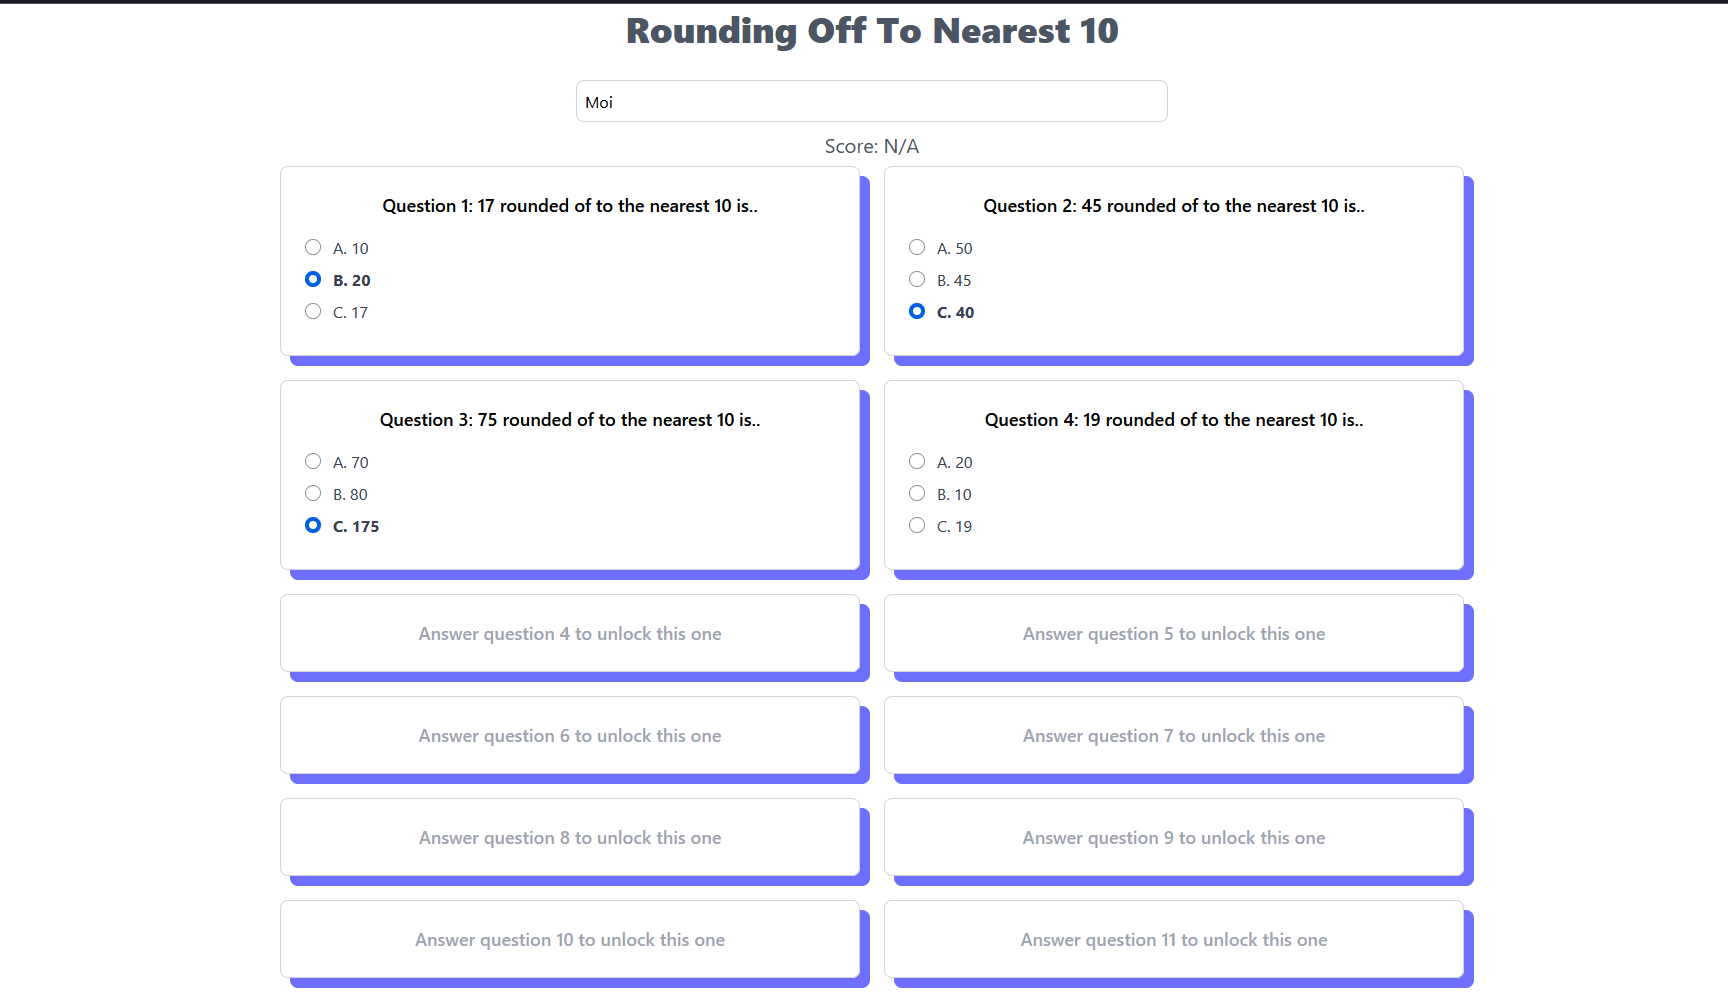 Rounding Off To Nearest 10
Moi
Score: N/A
Question 1: 17 rounded of to the nearest 10 is..
A. 10
B. 20
C. 17
Question 2: 45 rounded of to the nearest 10 is..
A. 50
B. 45
C. 40
Question 3: 75 rounded of to the nearest 10 is..
A. 70
B. 80
C. 175
Question 4: 19 rounded of to the nearest 10 is..
A. 20
B. 10
C. 19
Answer question 4 to unlock this one
Answer question 5 to unlock this one
Answer question 6 to unlock this one
Answer question 7 to unlock this one
Answer question 8 to unlock this one
Answer question 9 to unlock this one
Answer question 10 to unlock this one
Answer question 11 to unlock this one